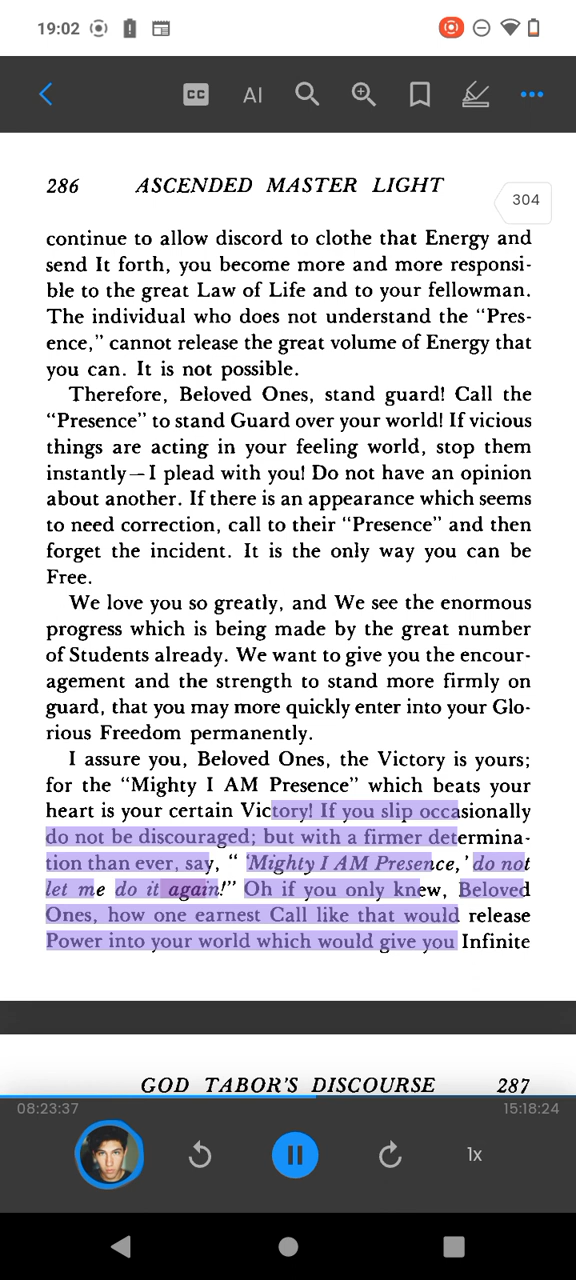 19:02
CC AI
286 ASCENDED MASTER LIGHT
304
continue to allow discord to clothe that Energy and
send It forth, you become more and more responsi-
ble to the great Law of Life and to your fellowman.
The individual who does not understand the “Pres-
ence,” cannot release the great volume of Energy that
you can. It is not possible.
Therefore, Beloved Ones, stand guard! Call the
“Presence” to stand Guard over your world! If vicious
things are acting in your feeling world, stop them
instantly—I plead with you! Do not have an opinion
about another. If there is an appearance which seems
to need correction, call to their “Presence” and then
forget the incident. It is the only way you can be
Free.
We love you so greatly, and We see the enormous
progress which is being made by the great number
of Students already. We want to give you the encour-
agement and the strength to stand more firmly on
guard, that you may more quickly enter into your Glo-
rious Freedom permanently.
I assure you, Beloved Ones, the Victory is yours;
for the “Mighty I AM Presence” which beats your
heart is your certain Victory! If you slip occasionally
do not be discouraged; but with a firmer determina-
tion than ever, say, “ ‘Mighty I AM Presence,’ do not
let me do it again!” Oh if you only knew, Beloved
Ones, how one earnest Call like that would release
Power into your world which would give you Infinite
GOD TABOR'S DISCOURSE 287
08:23:37 15:18:24
1x